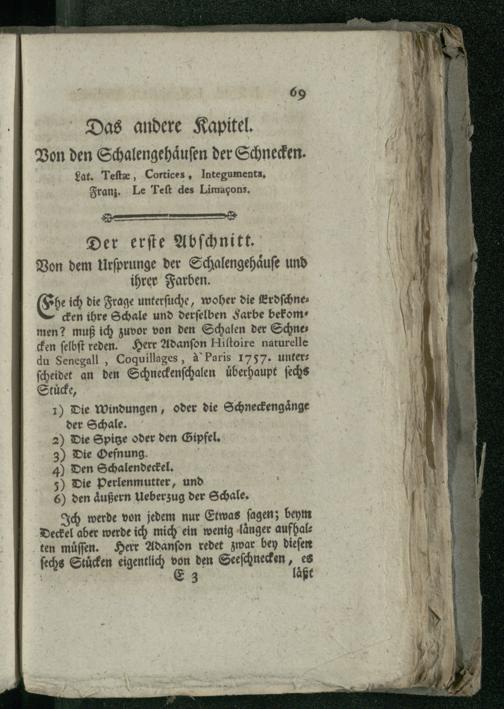 69
Das andere Kapitel.
Von den Schalengehäusen der Schnecken.
Lat. Testæ, Cortices, Integuments.
Franz. Le Test des Limaçons.
Der erste Abschnitt.
Von dem Ursprunge der Schalengehäuse und
ihrer Farben.
Ehe ich die Frage untersuche, woher die Erdschne-
cken ihre Schale und derselben Farbe bekom-
men? muß ich zuvor von den Schalen der Schne-
cken selbst reden. Herr Adanson Histoire naturelle
du Senegall, Coquillages, à Paris 1757. unter-
scheidet an den Schneckenschalen überhaupt sechs
Stücke,
1) Die Windungen, oder die Schneckengänge
der Schale.
2) Die Spitze oder den Gipfel.
3) Die Oefnung.
4) Den Schalendeckel.
5) Die Perlenmutter, und
6) den äußern Ueberzug der Schale.
Ich werde von jedem nur Etwas sagen; beym
Deckel aber werde ich mich ein wenig länger aufhal-
ten müssen. Herr Adanson redet zwar bey diesen
sechs Stücken eigentlich von den Seeschnecken, es
E 3 läßt